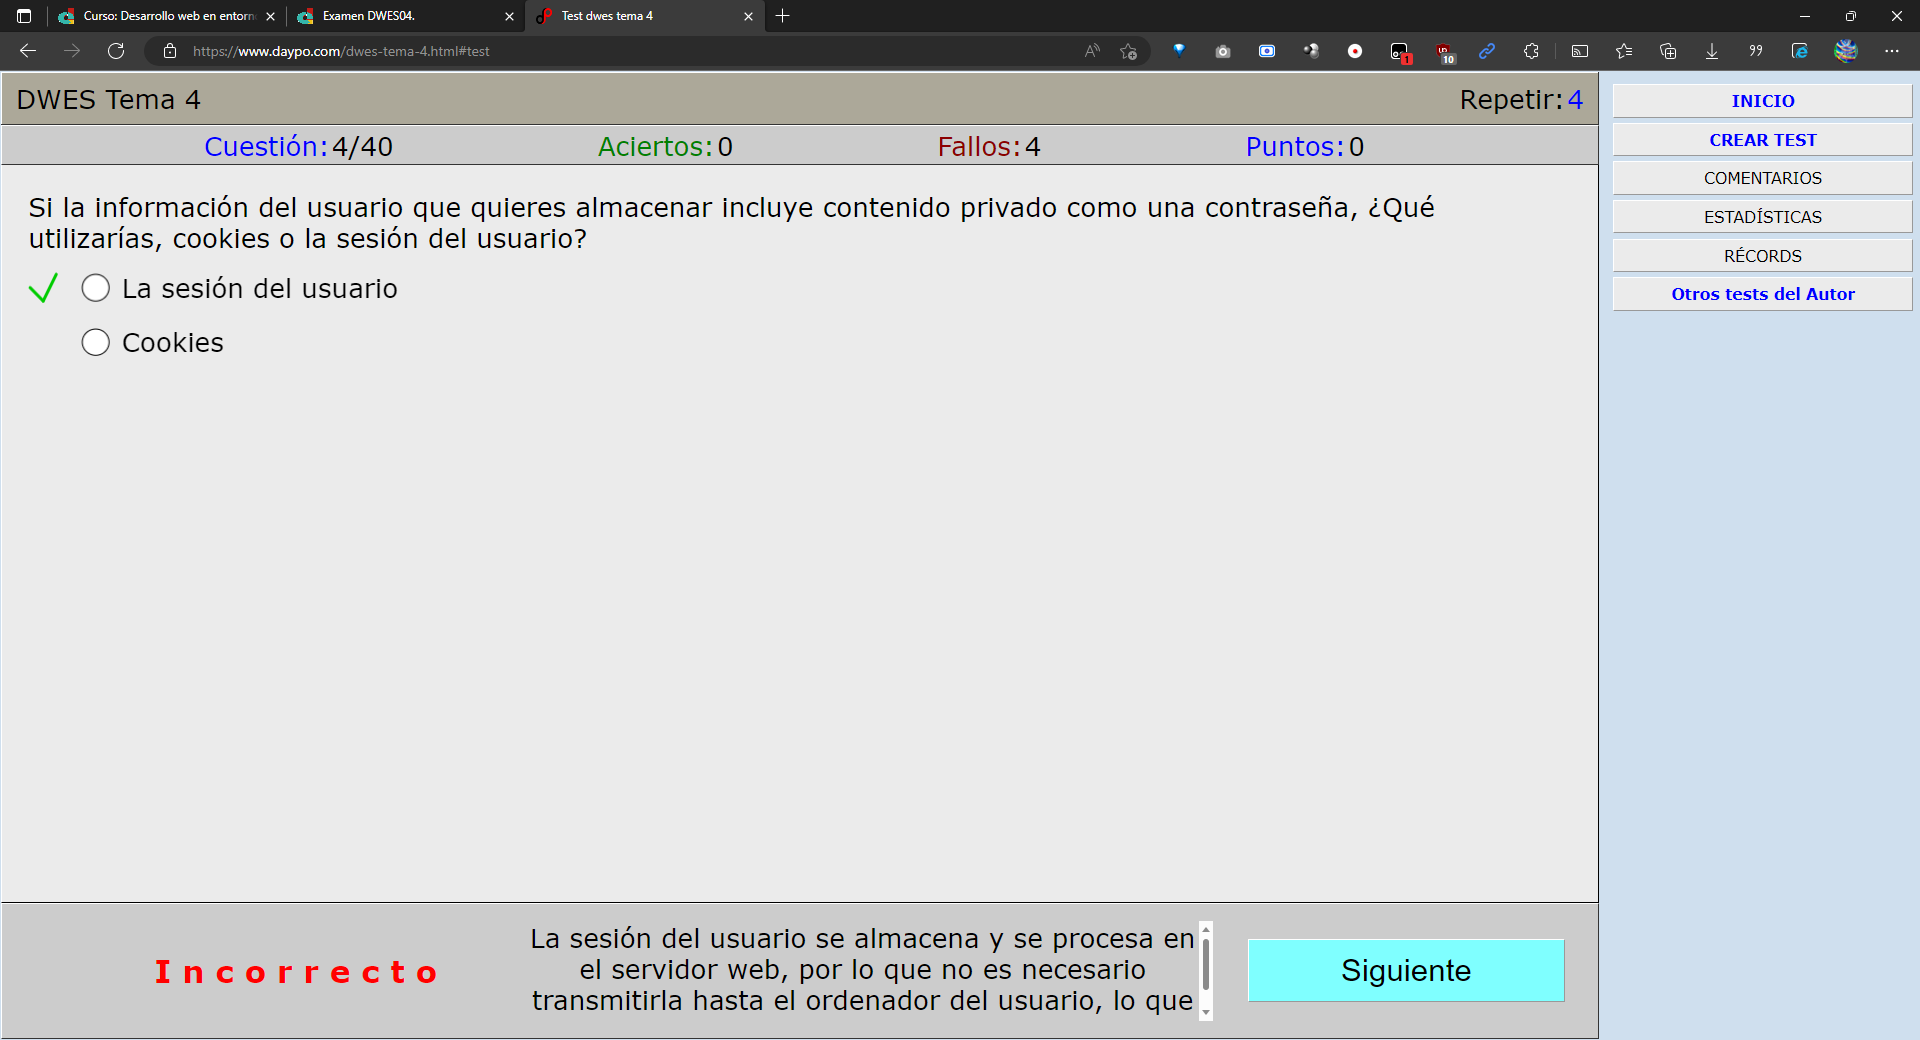 Curso: Desarrollo web en entorn
Examen DWES04.
Test dwes tema 4
https://www.daypo.com/dwes-tema-4.html#test
1
10
DWES Tema 4
Repetir: 4
Cuestión: 4/40
Aciertos: 0
Fallos: 4
Puntos: 0
Si la información del usuario que quieres almacenar incluye contenido privado como una contraseña, ¿Qué
utilizarías, cookies o la sesión del usuario?
La sesión del usuario
Cookies
Incorrecto
La sesión del usuario se almacena y se procesa en
el servidor web, por lo que no es necesario
transmitirla hasta el ordenador del usuario, lo que
Siguiente
INICIO
CREAR TEST
COMENTARIOS
ESTADÍSTICAS
RÉCORDS
Otros tests del Autor